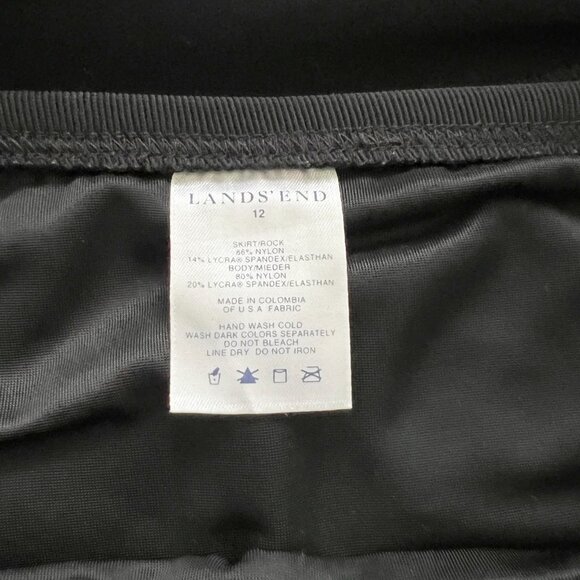 LANDS' END
12
SKIRT/ROCK
86% NYLON
14% LYCRA® SPANDEX/ELASTHAN
BODY/MIEDER
80% NYLON
20% LYCRA® SPANDEX/ELASTHAN
MADE IN COLOMBIA
OF U S A FABRIC
HAND WASH COLD
WASH DARK COLORS SEPARATELY
DO NOT BLEACH
LINE DRY DO NOT IRON